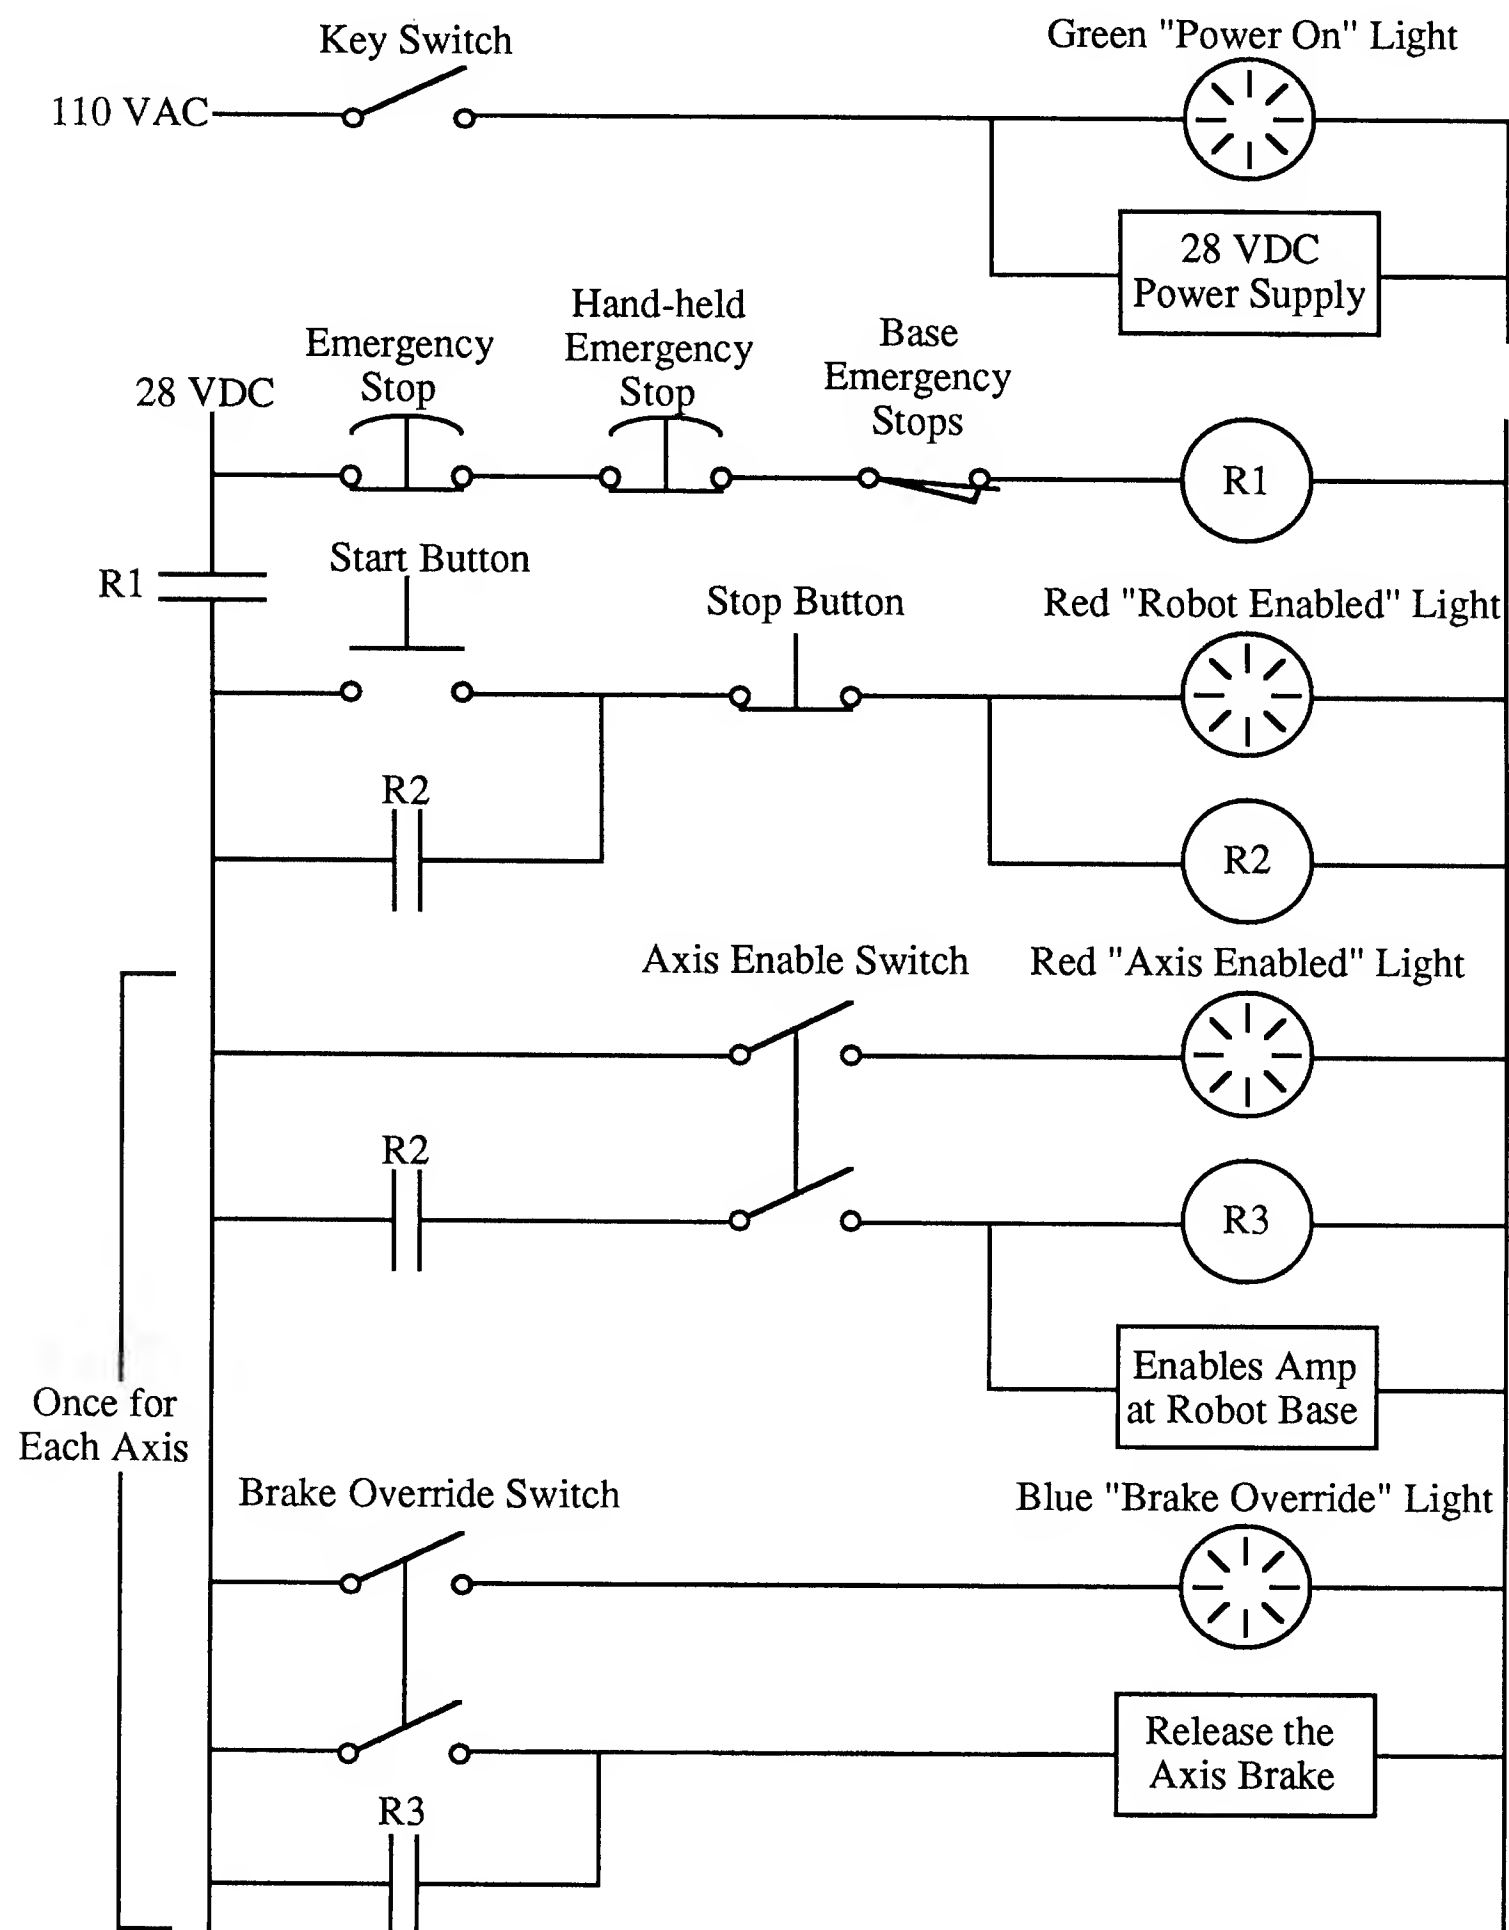 Key Switch
Green "Power On" Light
110 VAC
28 VDC
Power Supply
Emergency
Stop
Hand-held
Emergency
Stop
Base
Emergency
Stops
28 VDC
R1
R1
Start Button
Stop Button
Red "Robot Enabled" Light
R2
R2
Axis Enable Switch
Red "Axis Enabled" Light
R2
R3
Enables Amp
at Robot Base
Once for
Each Axis
Brake Override Switch
Blue "Brake Override" Light
Release the
Axis Brake
R3